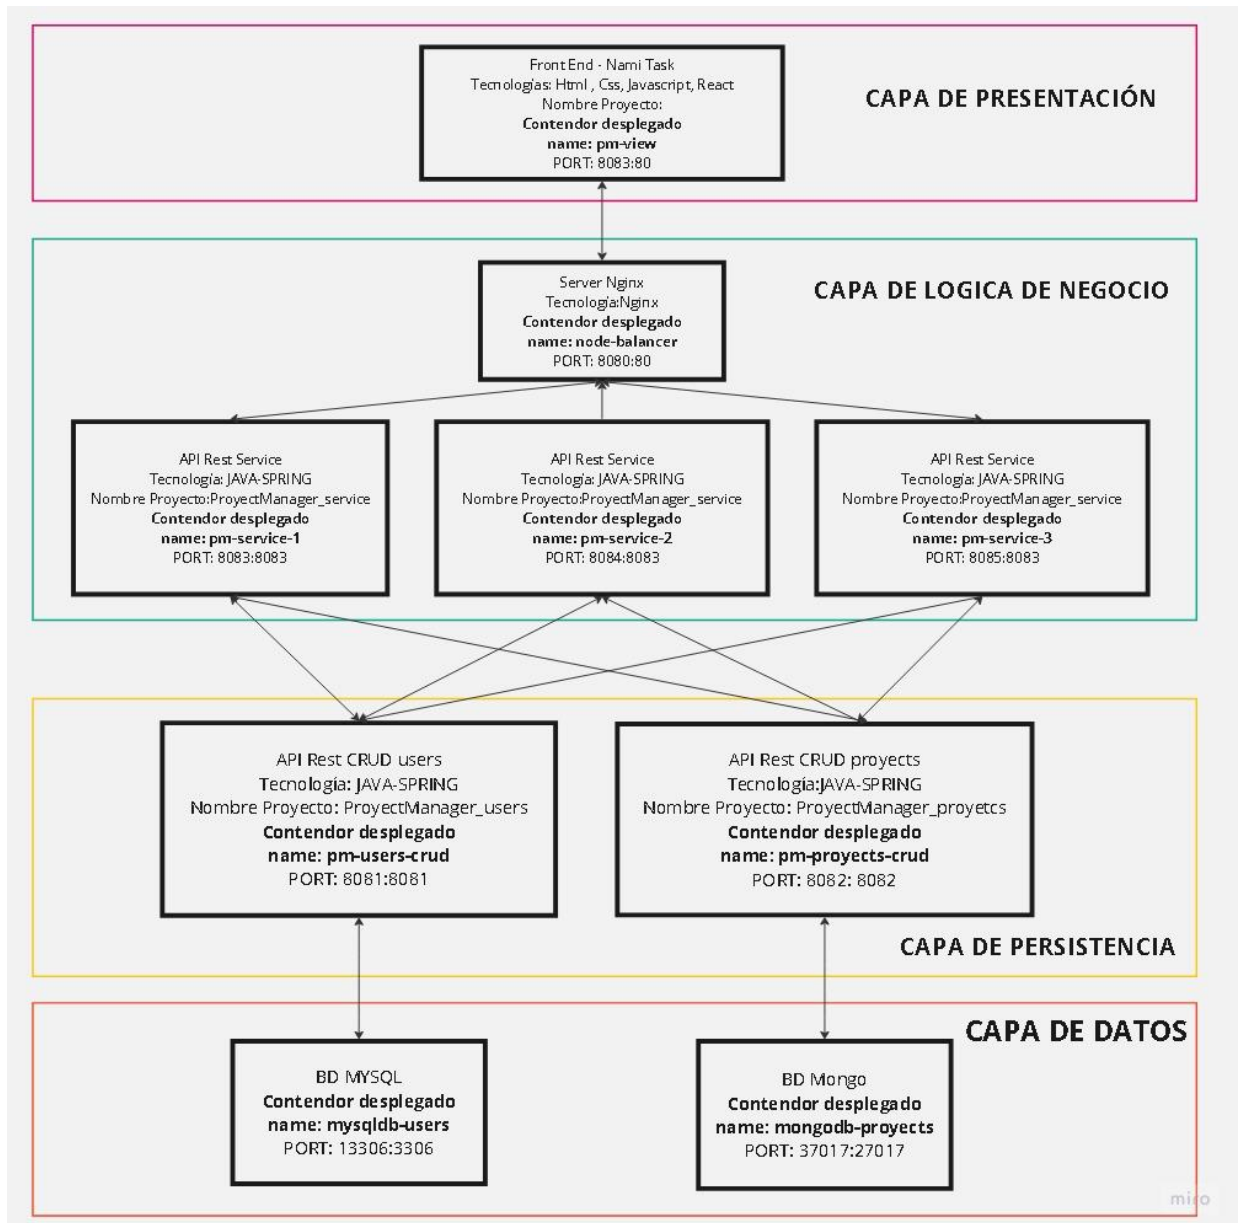 Front End - Nami Task
Tecnologías: Html , Css, Javascript, React
Nombre Proyecto:
Contendor desplegado
name: pm-view
PORT: 8083:80
CAPA DE PRESENTACIÓN
Server Nginx
Tecnología:Nginx
Contendor desplegado
name: node-balancer
PORT: 8080:80
CAPA DE LOGICA DE NEGOCIO
API Rest Service
Tecnología: JAVA-SPRING
Nombre Proyecto:ProyectManager_service
Contendor desplegado
name: pm-service-1
PORT: 8083:8083
API Rest Service
Tecnología: JAVA-SPRING
Nombre Proyecto:ProyectManager_service
Contendor desplegado
name: pm-service-2
PORT: 8084:8083
API Rest Service
Tecnología: JAVA-SPRING
Nombre Proyecto:ProyectManager_service
Contendor desplegado
name: pm-service-3
PORT: 8085:8083
API Rest CRUD users
Tecnología: JAVA-SPRING
Nombre Proyecto: ProyectManager_users
Contendor desplegado
name: pm-users-crud
PORT: 8081:8081
API Rest CRUD proyects
Tecnología:JAVA-SPRING
Nombre Proyecto: ProyectManager_proyetcs
Contendor desplegado
name: pm-proyects-crud
PORT: 8082: 8082
CAPA DE PERSISTENCIA
CAPA DE DATOS
BD MYSQL
Contendor desplegado
name: mysqldb-users
PORT: 13306:3306
BD Mongo
Contendor desplegado
name: mongodb-proyects
PORT: 37017:27017
miro